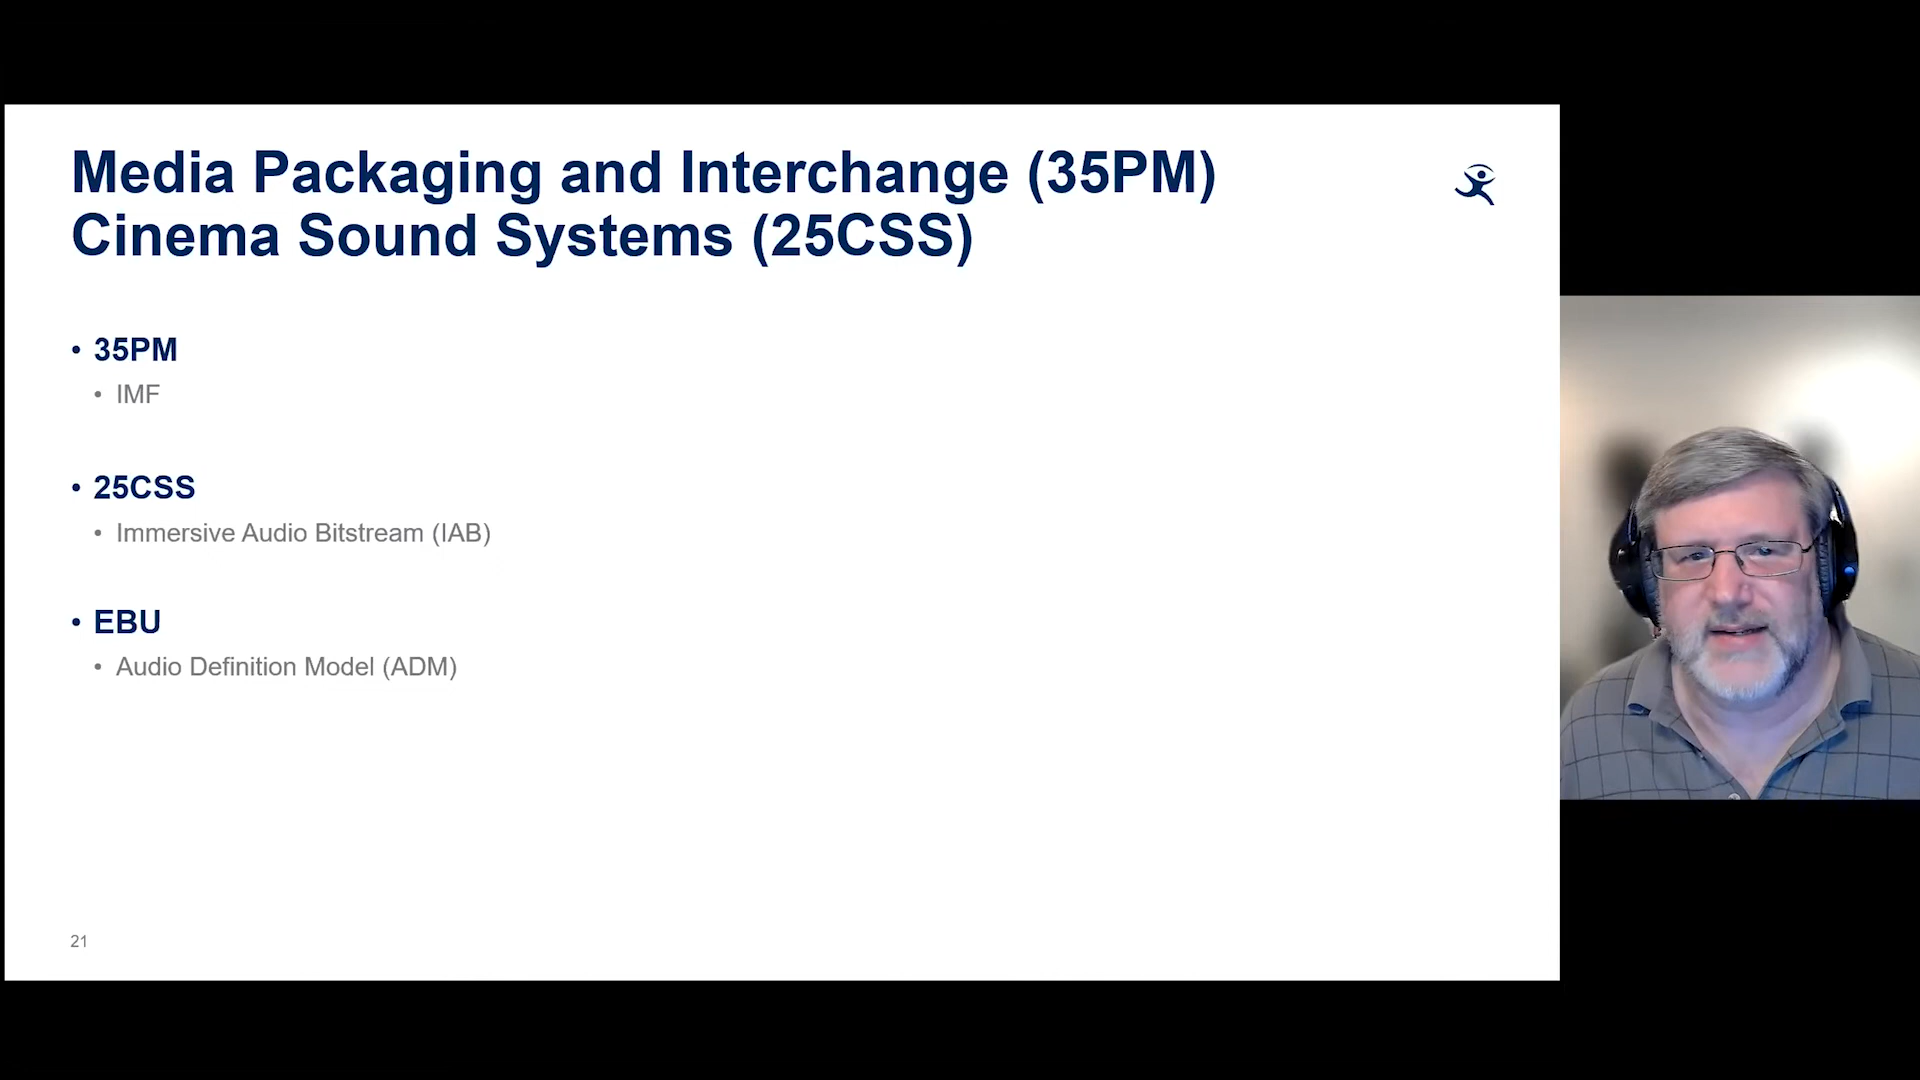 Media Packaging and Interchange (35PM)
Cinema Sound Systems (25CSS)
• 35PM
• IMF
• 25CSS
• Immersive Audio Bitstream (IAB)
• EBU
• Audio Definition Model (ADM)
21